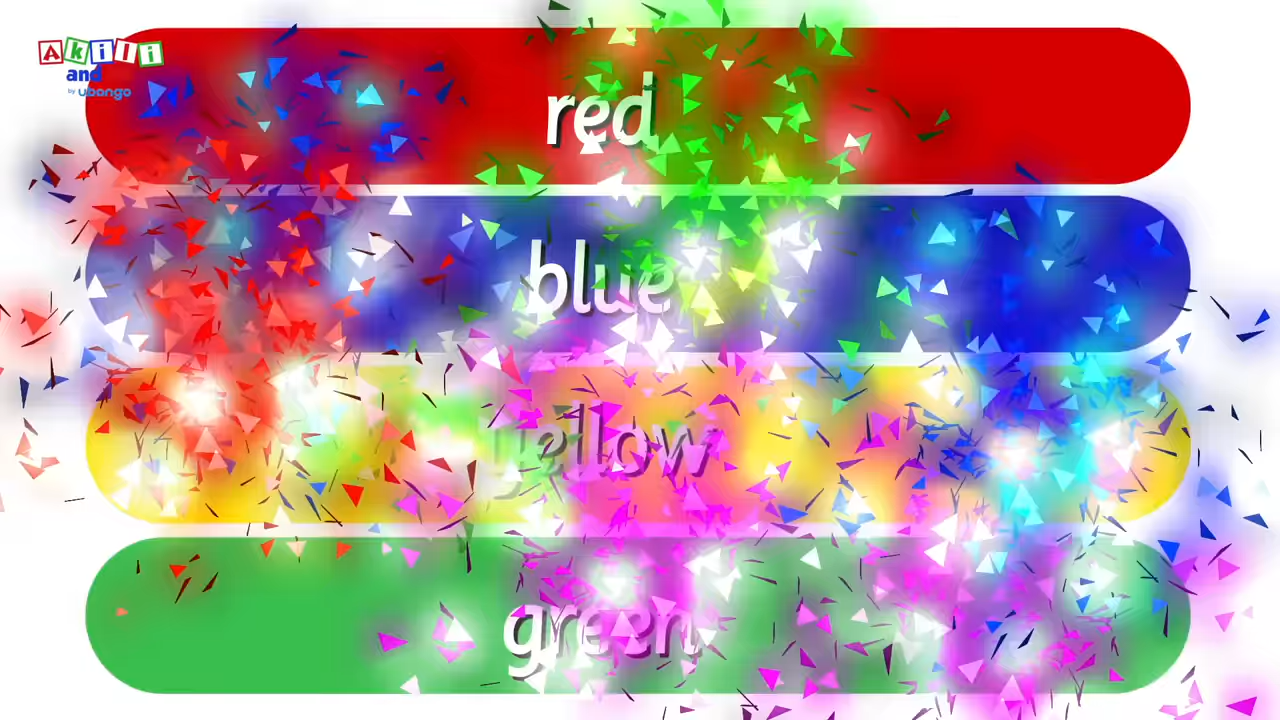 Akili
and
by ubongo
red
blue
yellow
green